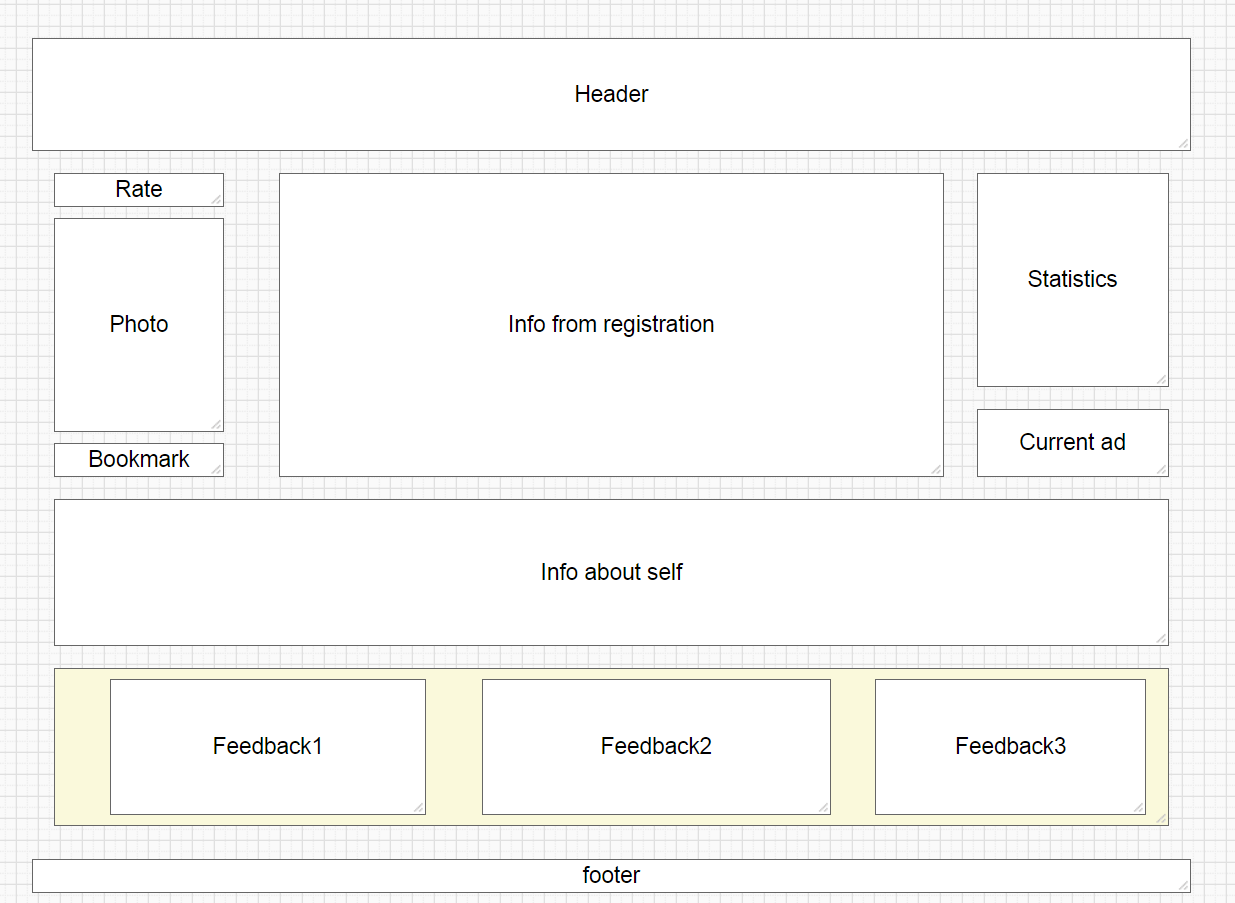 Header
Rate
Photo
Bookmark
Info from registration
Statistics
Current ad
Info about self
Feedback1
Feedback2
Feedback3
footer